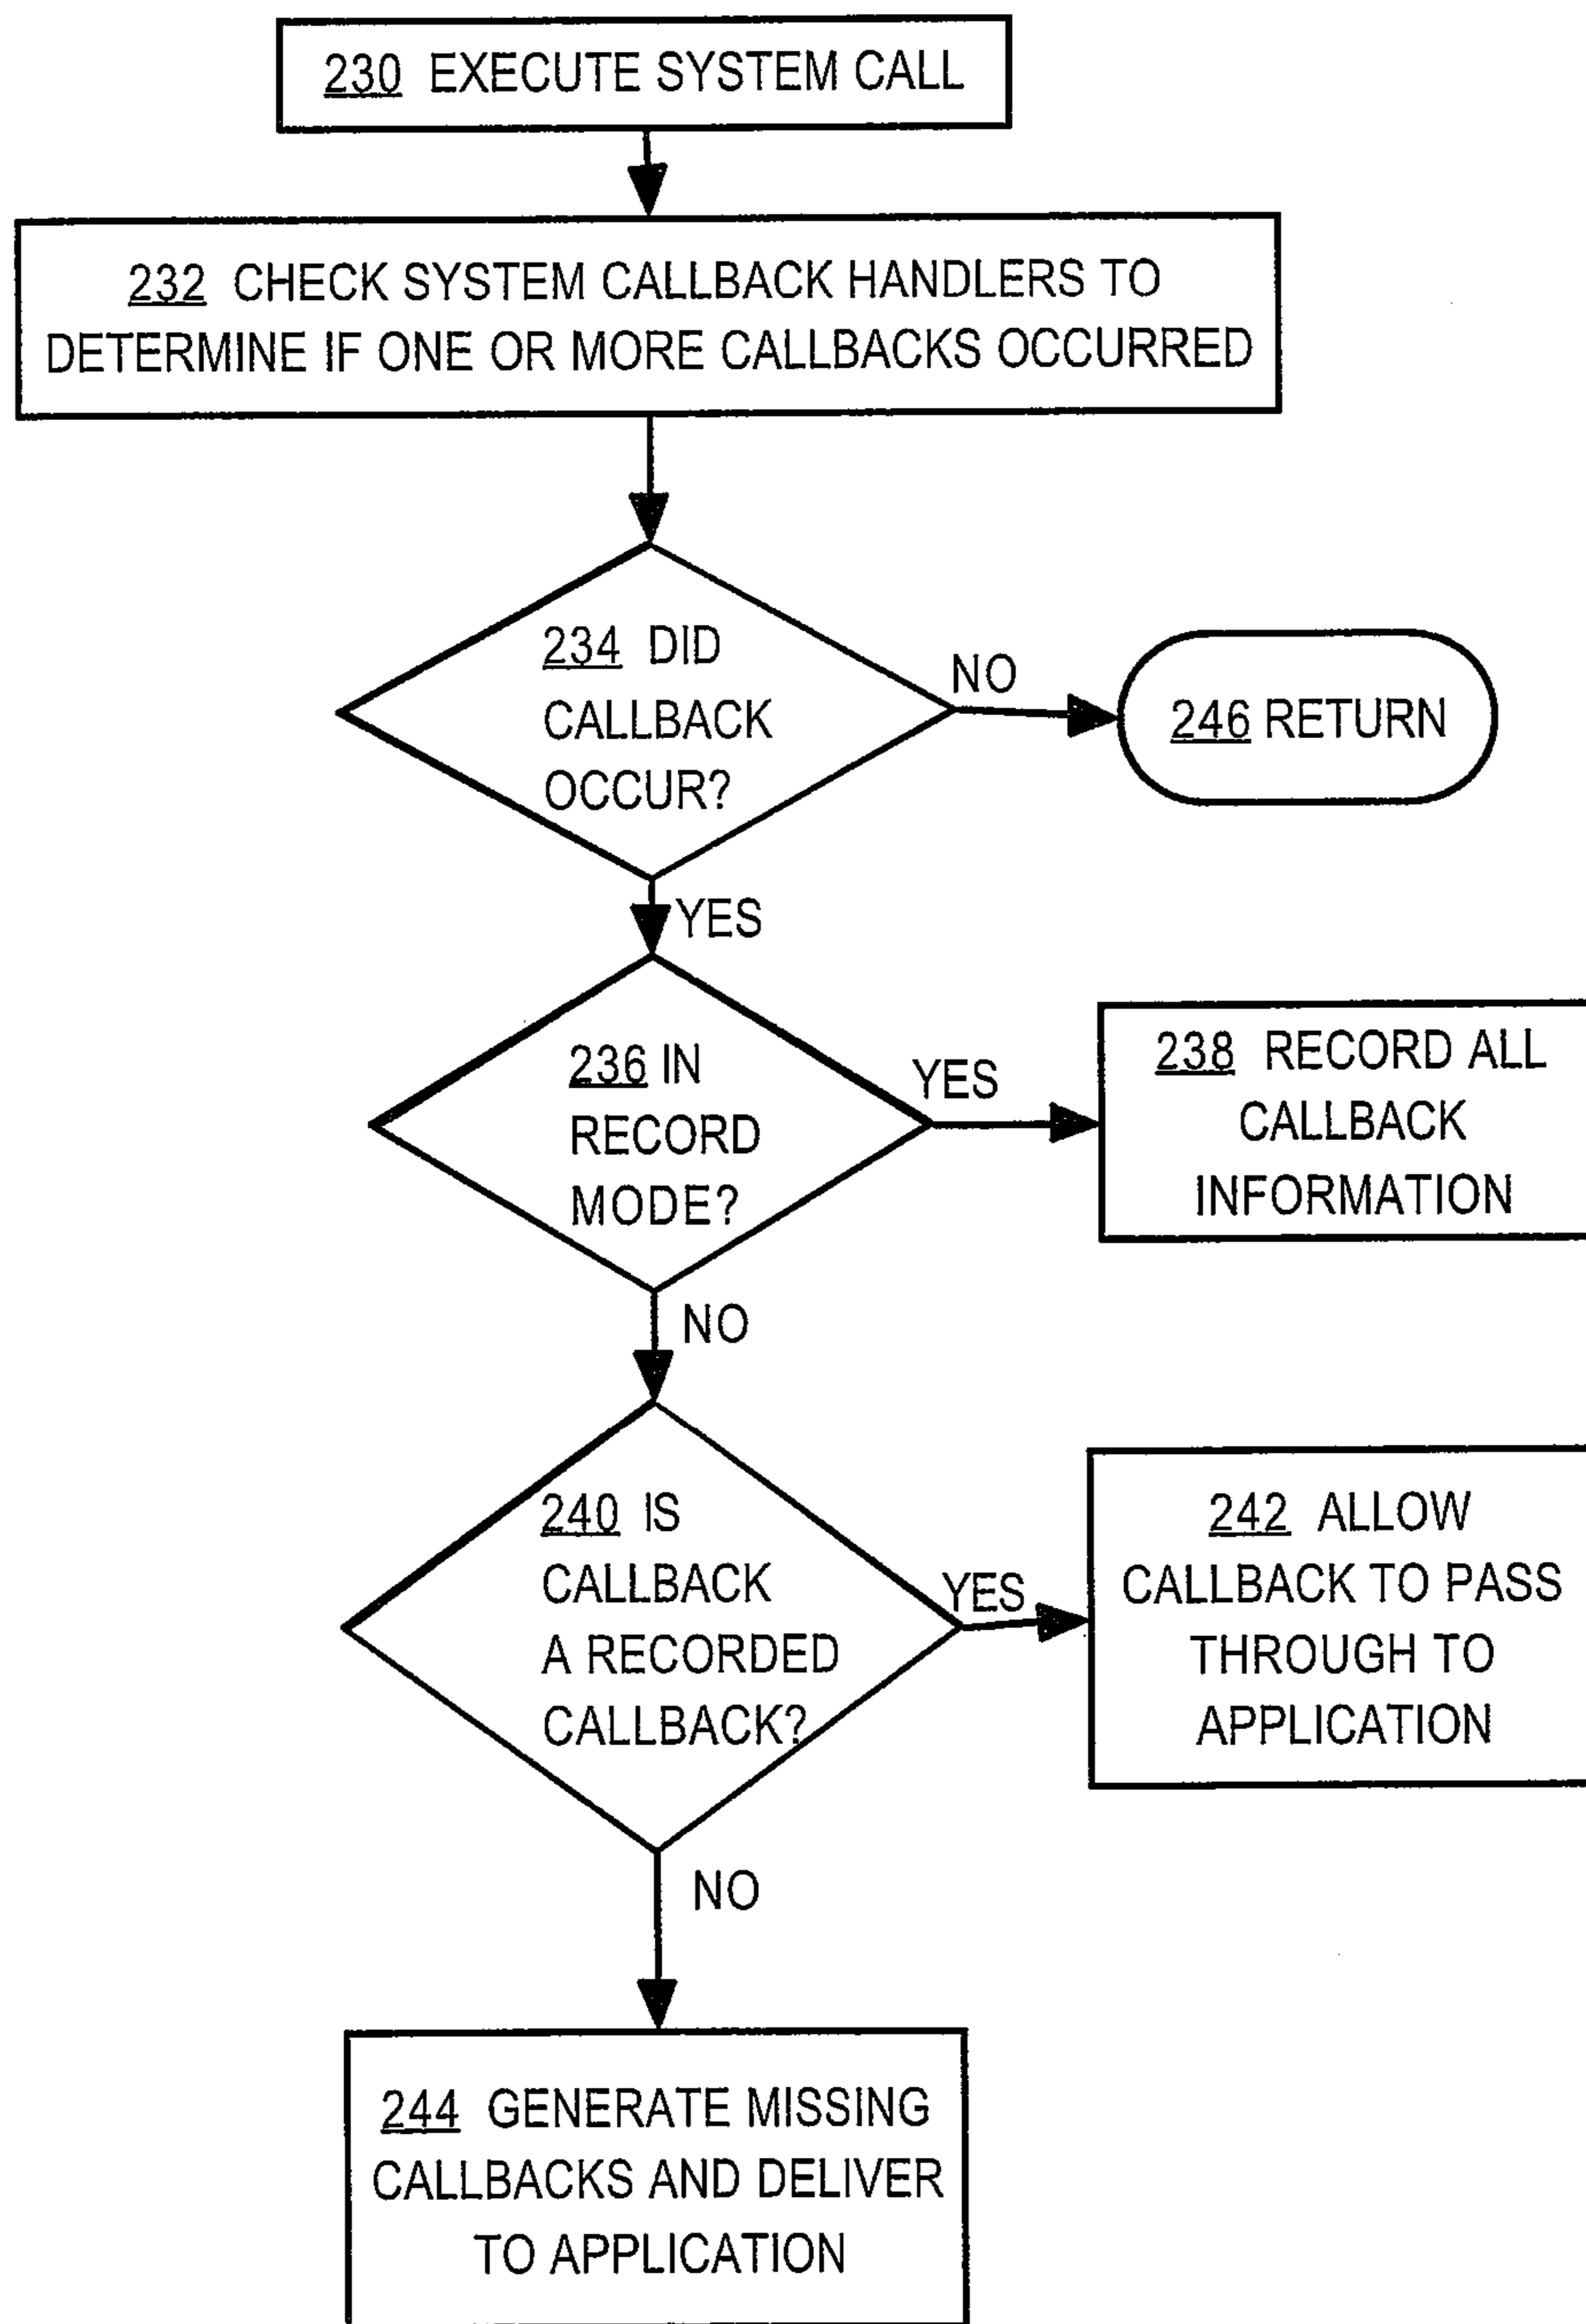 230 EXECUTE SYSTEM CALL
232 CHECK SYSTEM CALLBACK HANDLERS TO
DETERMINE IF ONE OR MORE CALLBACKS OCCURRED
234 DID
CALLBACK
OCCUR?
NO
246 RETURN
YES
236 IN
RECORD
MODE?
YES
238 RECORD ALL
CALLBACK
INFORMATION
NO
240 IS
CALLBACK
A RECORDED
CALLBACK?
YES
242 ALLOW
CALLBACK TO PASS
THROUGH TO
APPLICATION
NO
244 GENERATE MISSING
CALLBACKS AND DELIVER
TO APPLICATION